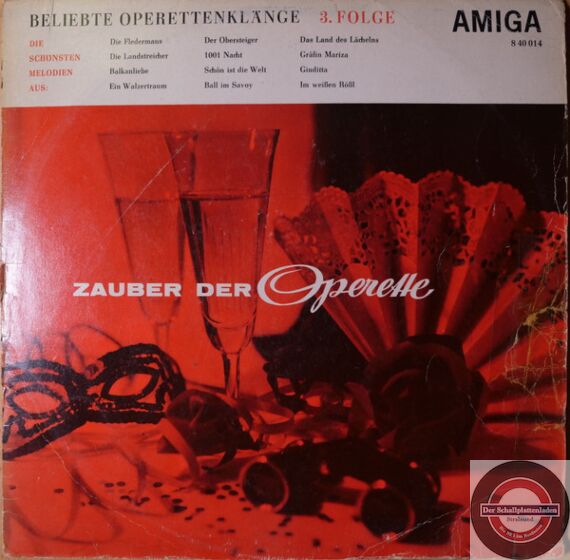 BELIEBTE OPERETTENKLÄNGE 3. FOLGE
AMIGA
8 40 014
DIE
SCHÖNSTEN
MELODIEN
AUS:
Die Fledermaus
Die Landstreicher
Balkanliebe
Ein Walzertraum
Der Obersteiger
1001 Nacht
Schön ist die Welt
Ball im Savoy
Das Land des Lächelns
Gräfin Mariza
Giuditta
Im weißen Rößl
ZAUBER DER Operette
Der Schallplattenladen
Stralsund